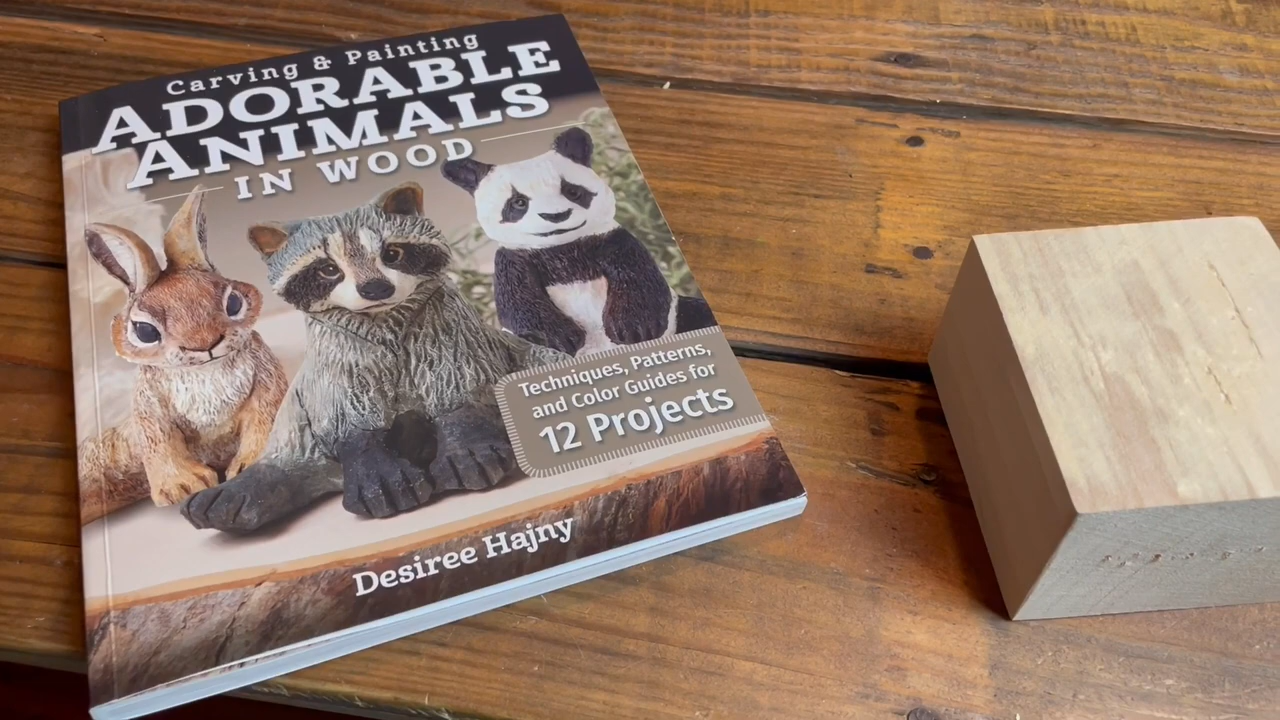 Carving & Painting
ADORABLE
ANIMALS
IN WOOD
Techniques, Patterns,
and Color Guides for
12 Projects
Desiree Hajny